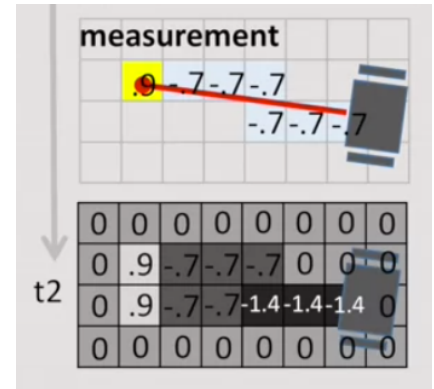 measurement
.9 -.7 -.7 -.7
-.7 -.7 -.7
t2
0 0 0 0 0 0 0 0
0 .9 -.7 -.7 -.7 0 0 0
0 .9 -.7 -.7 -1.4 -1.4 -1.4 0
0 0 0 0 0 0 0 0